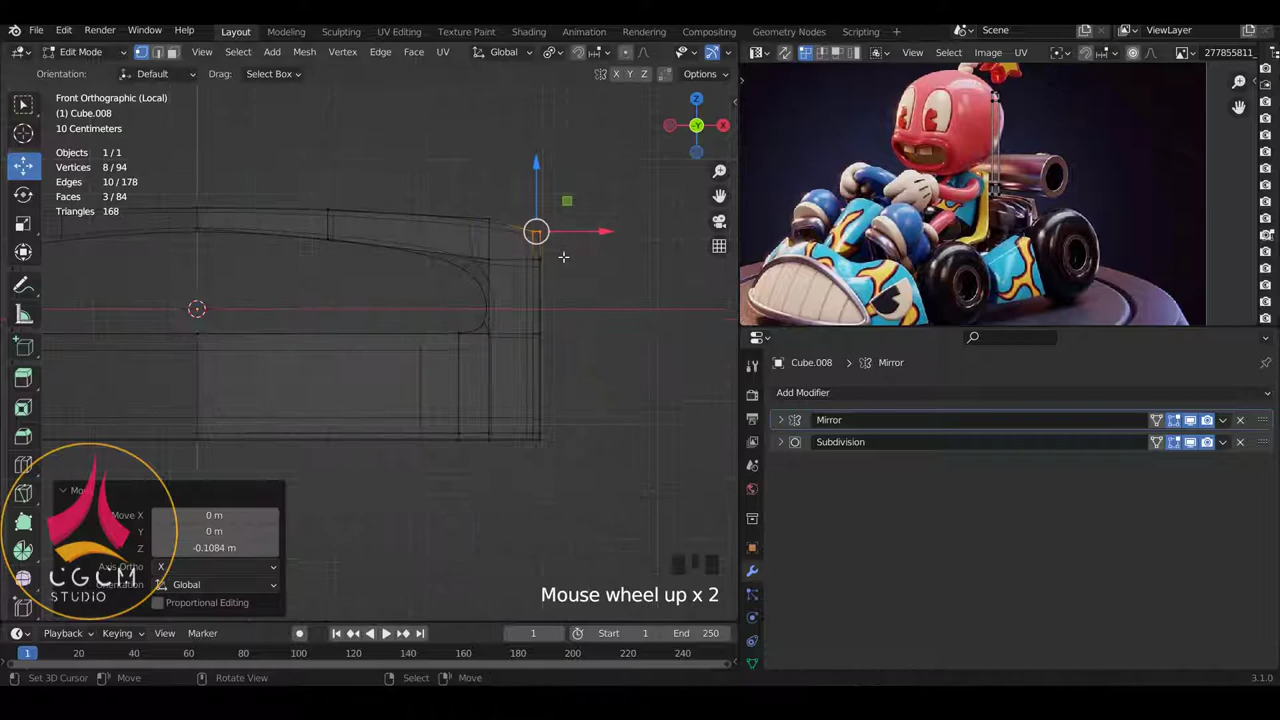 File Edit Render Window Help Layout Modeling Sculpting UV Editing Texture Paint Shading Animation Rendering Compositing Geometry Nodes Scripting Scene ViewLayer
Edit Mode View Select Add Mesh Vertex Edge Face UV Global View Select Image UV 277855811_
Orientation: Default Drag: Select Box X Y Z Options
Front Orthographic (Local)
(1) Cube.008
10 Centimeters
Objects 1/1
Vertices 8/94
Edges 10/178
Faces 3/84
Triangles 168
Z
-Y X
Cube.008 Mirror
Add Modifier
Mirror
Subdivision
Move X 0 m
Y 0 m
Z -0.1084 m
Axis Ortho X
Orientation Global
Proportional Editing
CGCM
STUDIO
Mouse wheel up x 2
Playback Keying View Marker 1 Start 1 End 250
1 20 40 60 80 100 120 140 160 180 200 220 240
Set 3D Cursor Move Rotate View Select Move 3.1.0